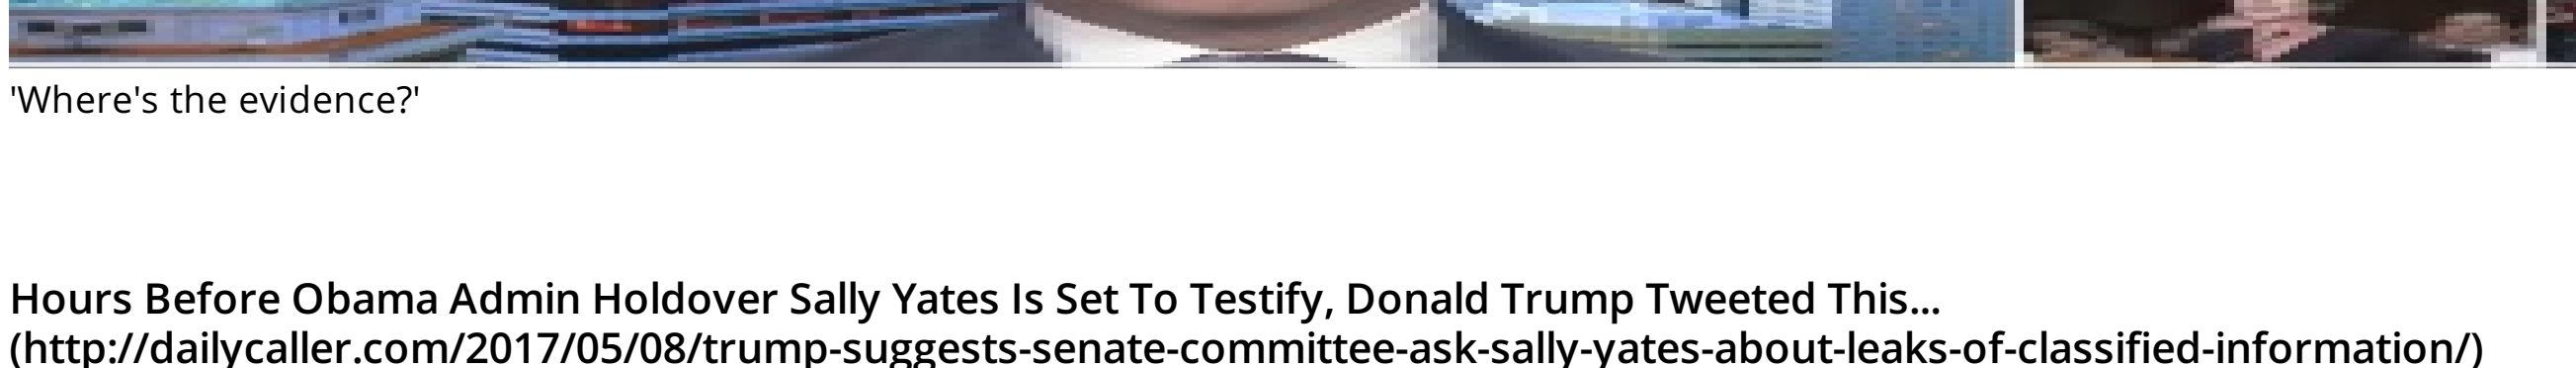 'Where's the evidence?'
Hours Before Obama Admin Holdover Sally Yates Is Set To Testify, Donald Trump Tweeted This...
(http://dailycaller.com/2017/05/08/trump-suggests-senate-committee-ask-sally-yates-about-leaks-of-classified-information/)